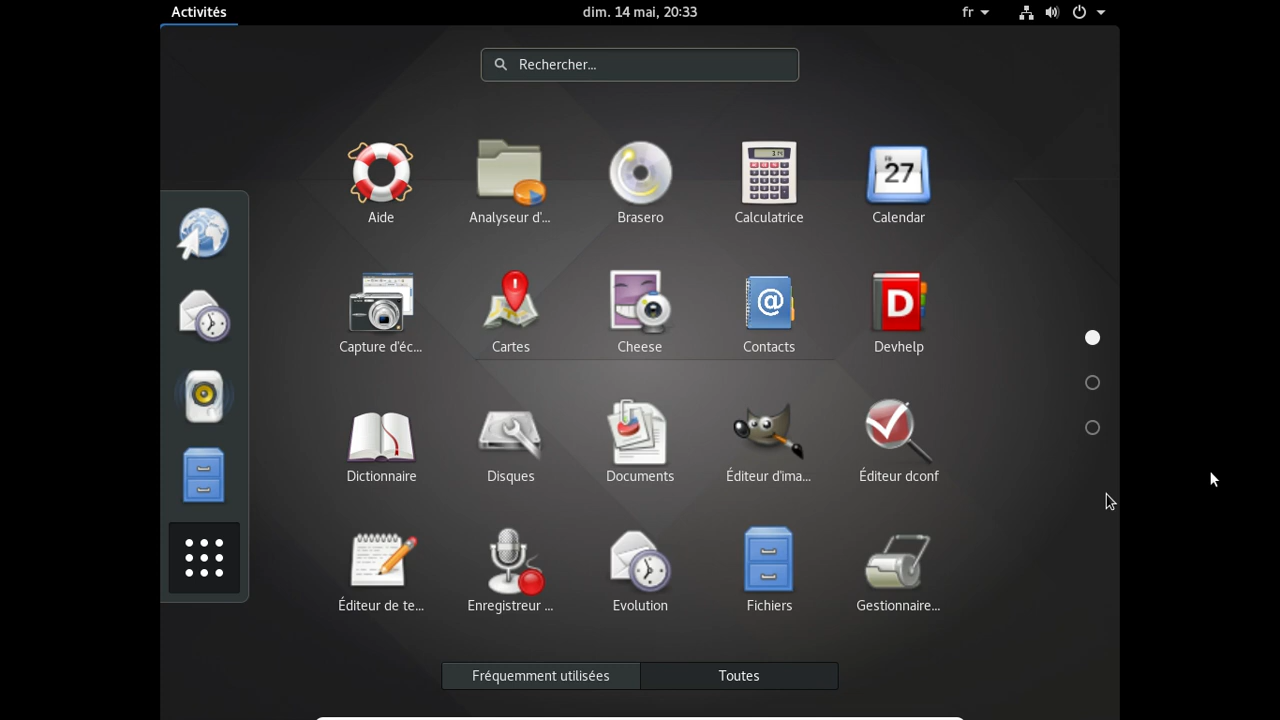 Activités
dim. 14 mai, 20:33
fr
Rechercher...
Aide
Analyseur d'...
Brasero
Calculatrice
27
Calendar
Capture d'éc...
Cartes
Cheese
@
Contacts
D
Devhelp
Dictionnaire
Disques
Documents
Éditeur d'ima...
Éditeur dconf
Éditeur de te...
Enregistreur ...
Evolution
Fichiers
Gestionnaire...
Fréquemment utilisées
Toutes